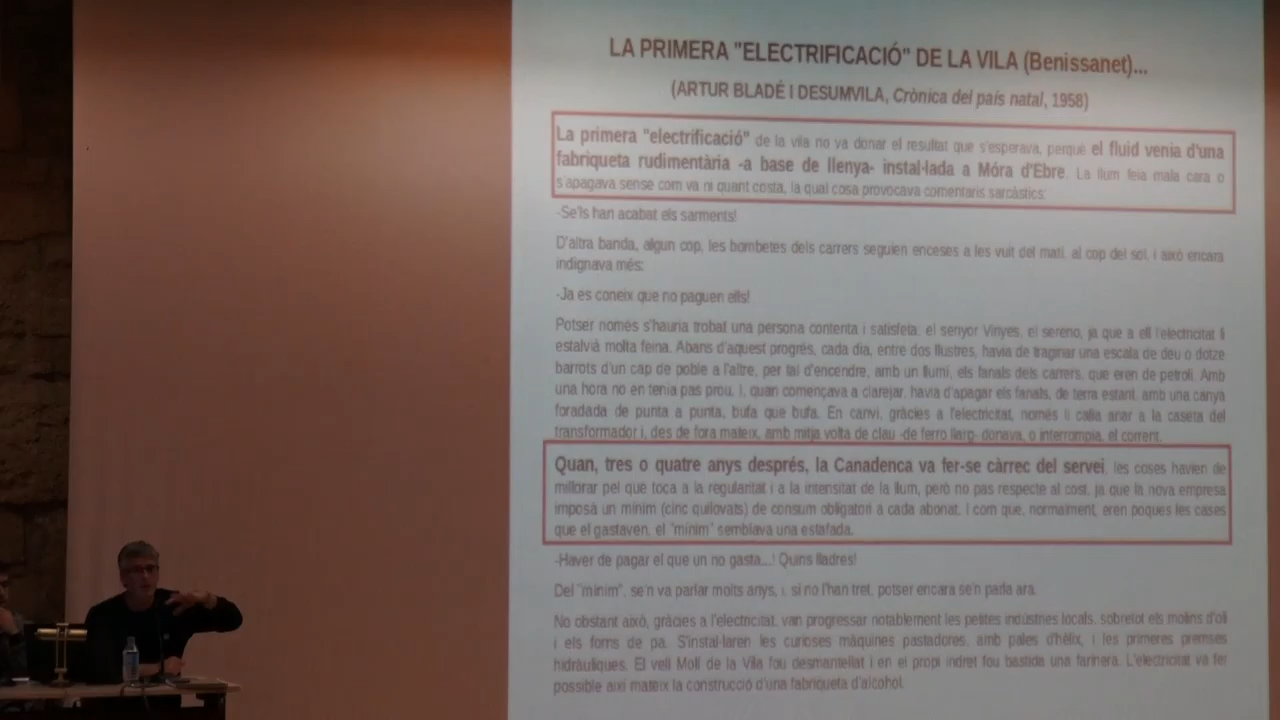 LA PRIMERA "ELECTRIFICACIÓ" DE LA VILA (Benissanet)...
(ARTUR BLADÉ I DESUMVILA, Crònica del país natal, 1958)
La primera "electrificació" de la vila no va donar el resultat que s'esperava, perquè el fluid venia d'una
fabriqueta rudimentària -a base de llenya- instal·lada a Móra d'Ebre. La llum feia mala cara o
s'apagava sense com va ni quant costa, la qual cosa provocava comentaris sarcàstics:
-Se'ls han acabat els sarments!
D'altra banda, algun cop, les bombetes dels carrers seguien enceses a les vuit del matí, al cop del sol, i això encara
indignava més:
-Ja es coneix que no paguen ells!
Potser només s'hauria trobat una persona contenta i satisfeta, el senyor Vinyes, el sereno, ja que a ell l'electricitat li
estalvià molta feina. Abans d'aquest progrés, cada dia, entre dos llustres, havia de traginar una escala de deu o dotze
barrots d'un cap de poble a l'altre, per tal d'encendre, amb un llumí, els fanals dels carrers, que eren de petroli. Amb
una hora no en tenia pas prou. I, quan començava a clarejar, havia d'apagar els fanals, de terra estant, amb una canya
foradada de punta a punta, bufa que bufa. En canvi, gràcies a l'electricitat, només li calia anar a la caseta del
transformador i, des de fora mateix, amb mitja volta de clau -de ferro llarg- donava, o interrompia, el corrent.
Quan, tres o quatre anys després, la Canadenca va fer-se càrrec del servei, les coses havien de
millorar pel que toca a la regularitat i a la intensitat de la llum, però no pas respecte al cost, ja que la nova empresa
imposà un mínim (cinc quilovats) de consum obligatori a cada abonat. I com que, normalment, eren poques les cases
que el gastaven, el "mínim" semblava una estafada.
-Haver de pagar el que un no gasta...! Quins lladres!
Del "mínim", se'n va parlar molts anys, i, si no l'han tret, potser encara se'n parla ara.
No obstant això, gràcies a l'electricitat, van progressar notablement les petites indústries locals, sobretot els molins d'oli
i els forns de pa. S'instal·laren les curioses màquines pastadores, amb pales d'hèlix, i les primeres premses
hidràuliques. El vell Molí de la Vila fou desmantellat i en el propi indret fou bastida una farinera. L'electricitat va fer
possible així mateix la construcció d'una fabriqueta d'alcohol.